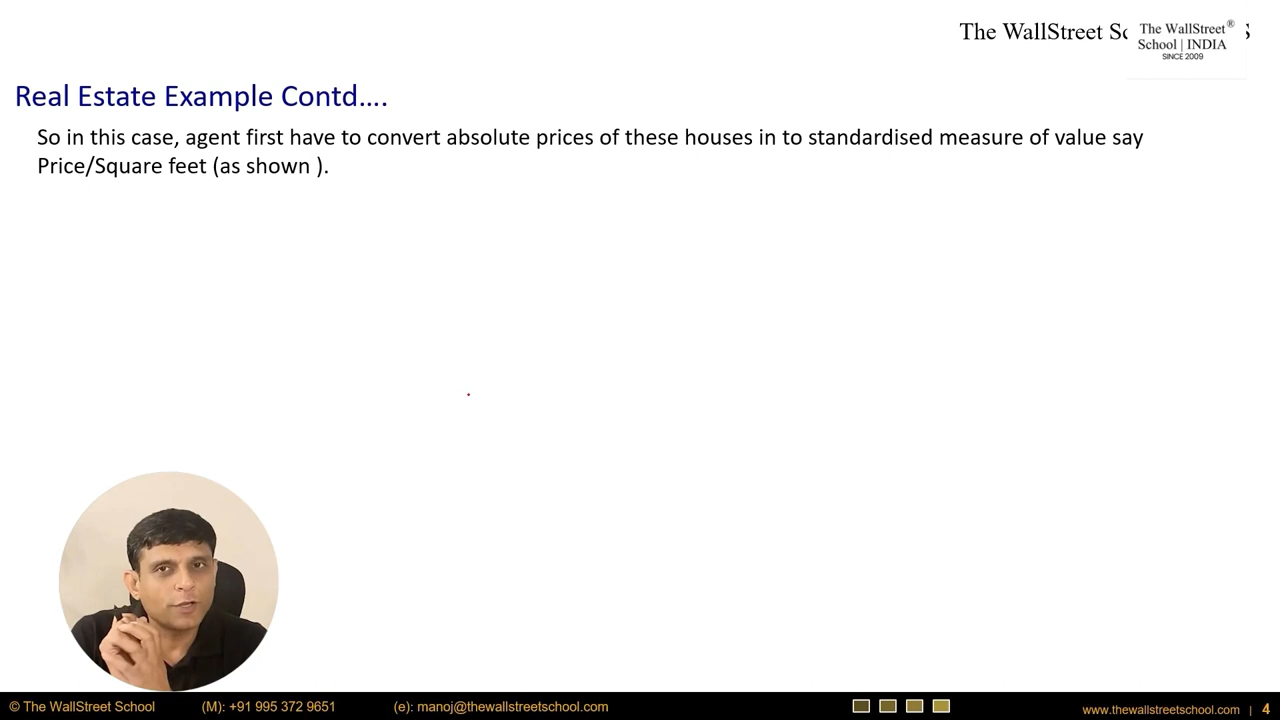 The WallStreet
The WallStreet®
School | INDIA
SINCE 2009
Real Estate Example Contd….
So in this case, agent first have to convert absolute prices of these houses in to standardised measure of value say
Price/Square feet (as shown ).
© The WallStreet School
(M): +91 995 372 9651
(e): manoj@thewallstreetschool.com
www.thewallstreetschool.com | 4